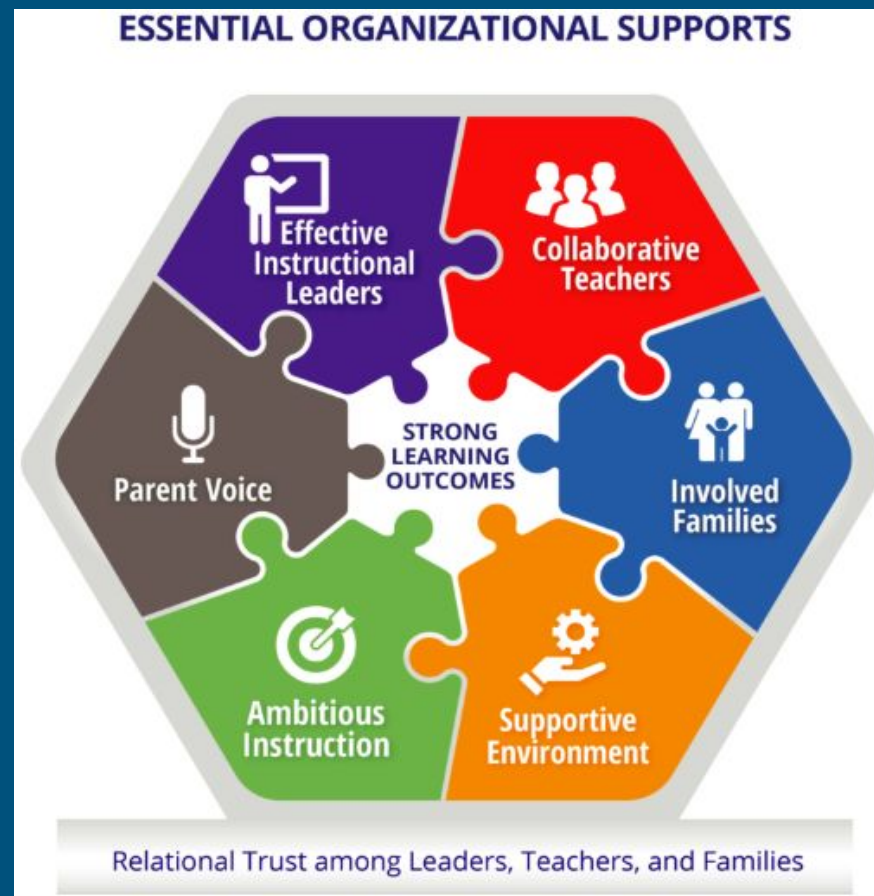 ESSENTIAL ORGANIZATIONAL SUPPORTS
Effective
Instructional
Leaders
Collaborative
Teachers
Parent Voice
STRONG
LEARNING
OUTCOMES
Involved
Families
Ambitious
Instruction
Supportive
Environment
Relational Trust among Leaders, Teachers, and Families